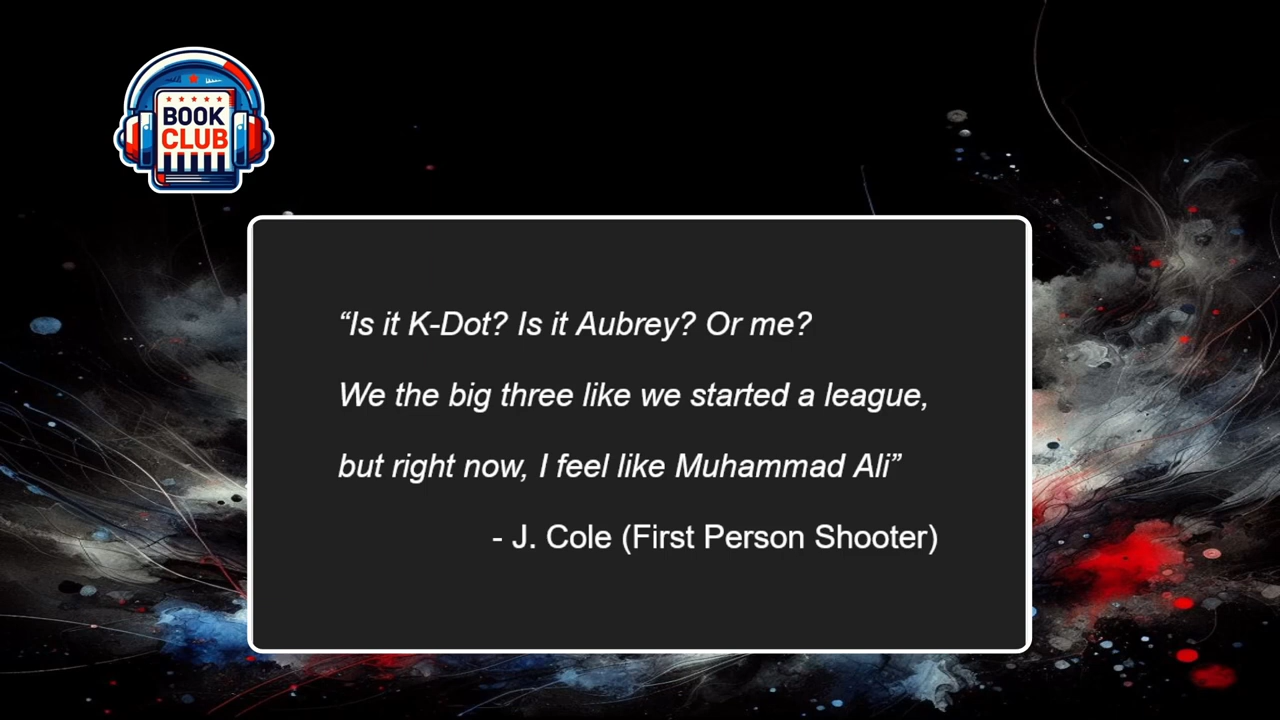 BOOK
CLUB
“Is it K-Dot? Is it Aubrey? Or me?
We the big three like we started a league,
but right now, I feel like Muhammad Ali”
- J. Cole (First Person Shooter)